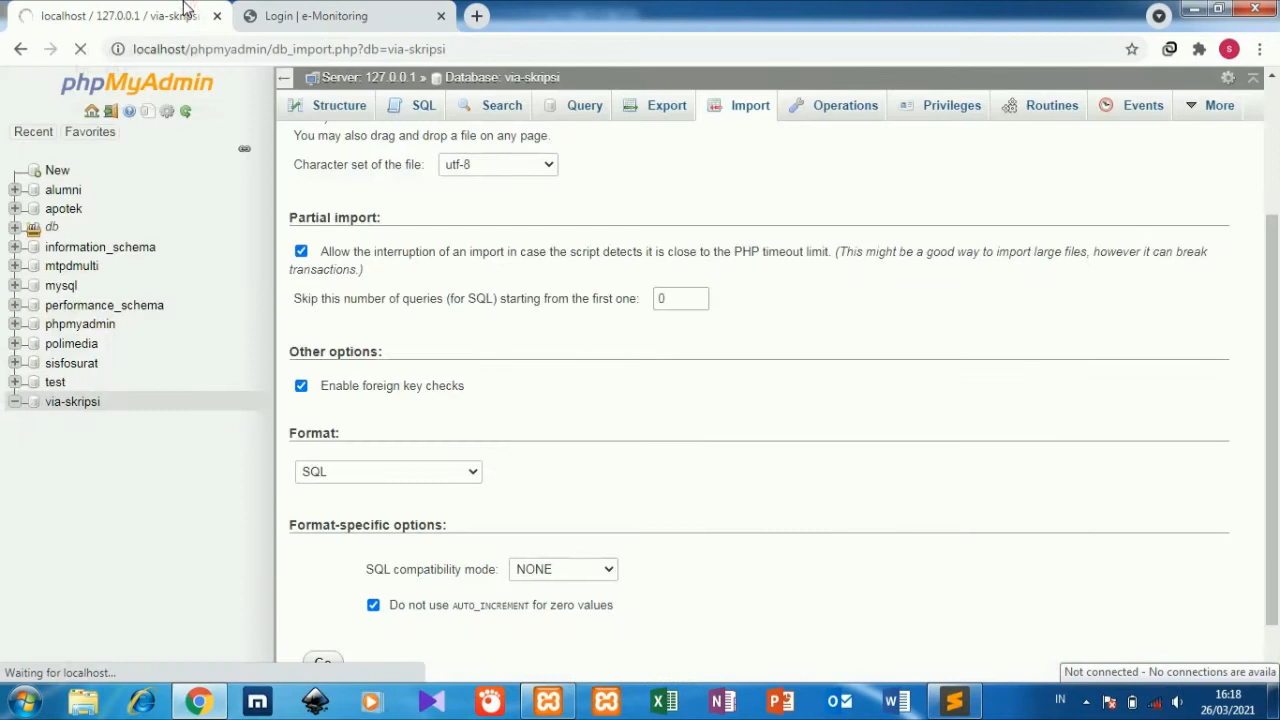 localhost / 127.0.0.1 / via-skripsi
Login | e-Monitoring
localhost/phpmyadmin/db_import.php?db=via-skripsi
S
phpMyAdmin
Server: 127.0.0.1 » Database: via-skripsi
Structure SQL Search Query Export Import Operations Privileges Routines Events More
Recent Favorites
New
alumni
apotek
db
information_schema
mtpdmulti
mysql
performance_schema
phpmyadmin
polimedia
sisfosurat
test
via-skripsi
You may also drag and drop a file on any page.
Character set of the file: utf-8
Partial import:
Allow the interruption of an import in case the script detects it is close to the PHP timeout limit. (This might be a good way to import large files, however it can break
transactions.)
Skip this number of queries (for SQL) starting from the first one: 0
Other options:
Enable foreign key checks
Format:
SQL
Format-specific options:
SQL compatibility mode: NONE
Do not use AUTO_INCREMENT for zero values
Go
Waiting for localhost...
Not connected - No connections are availa
IN
16:18
26/03/2021